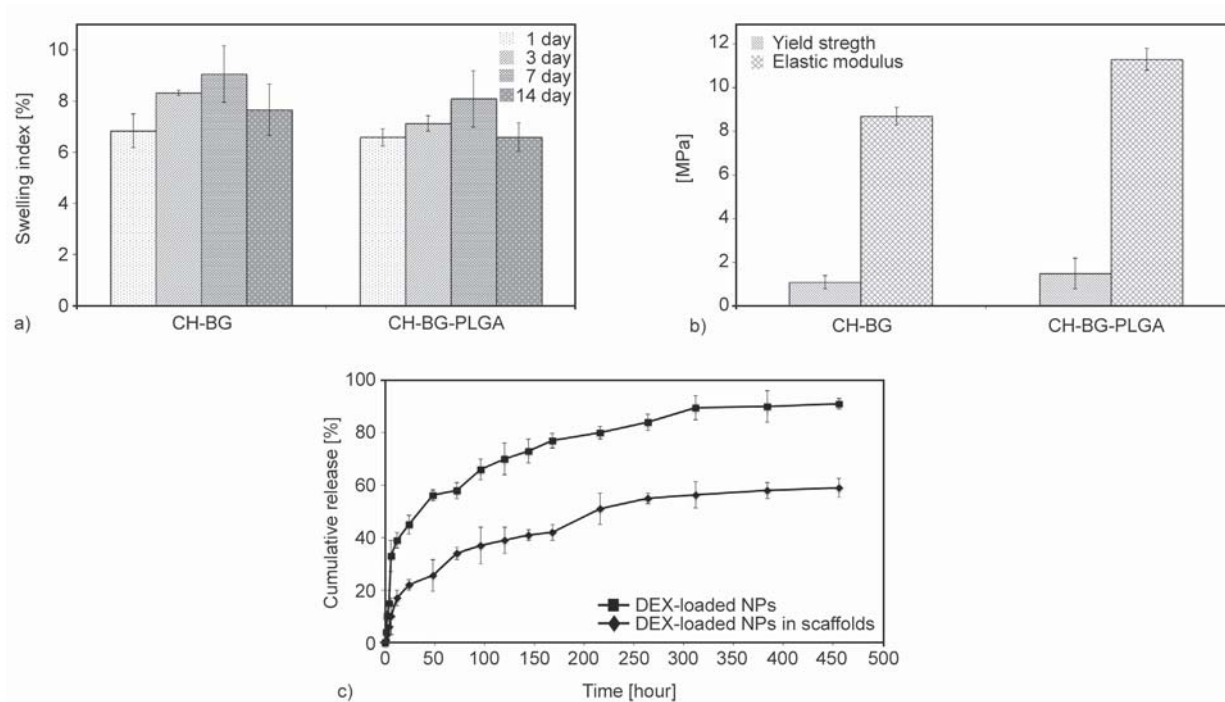 10
8
6
4
2
0
Swelling index [%]
1 day
3 day
7 day
14 day
CH-BG
CH-BG-PLGA
a)
12
10
8
6
4
2
0
[MPa]
Yield stregth
Elastic modulus
CH-BG
CH-BG-PLGA
b)
100
80
60
40
20
0
Cumulative release [%]
DEX-loaded NPs
DEX-loaded NPs in scaffolds
0 50 100 150 200 250 300 350 400 450 500
Time [hour]
c)